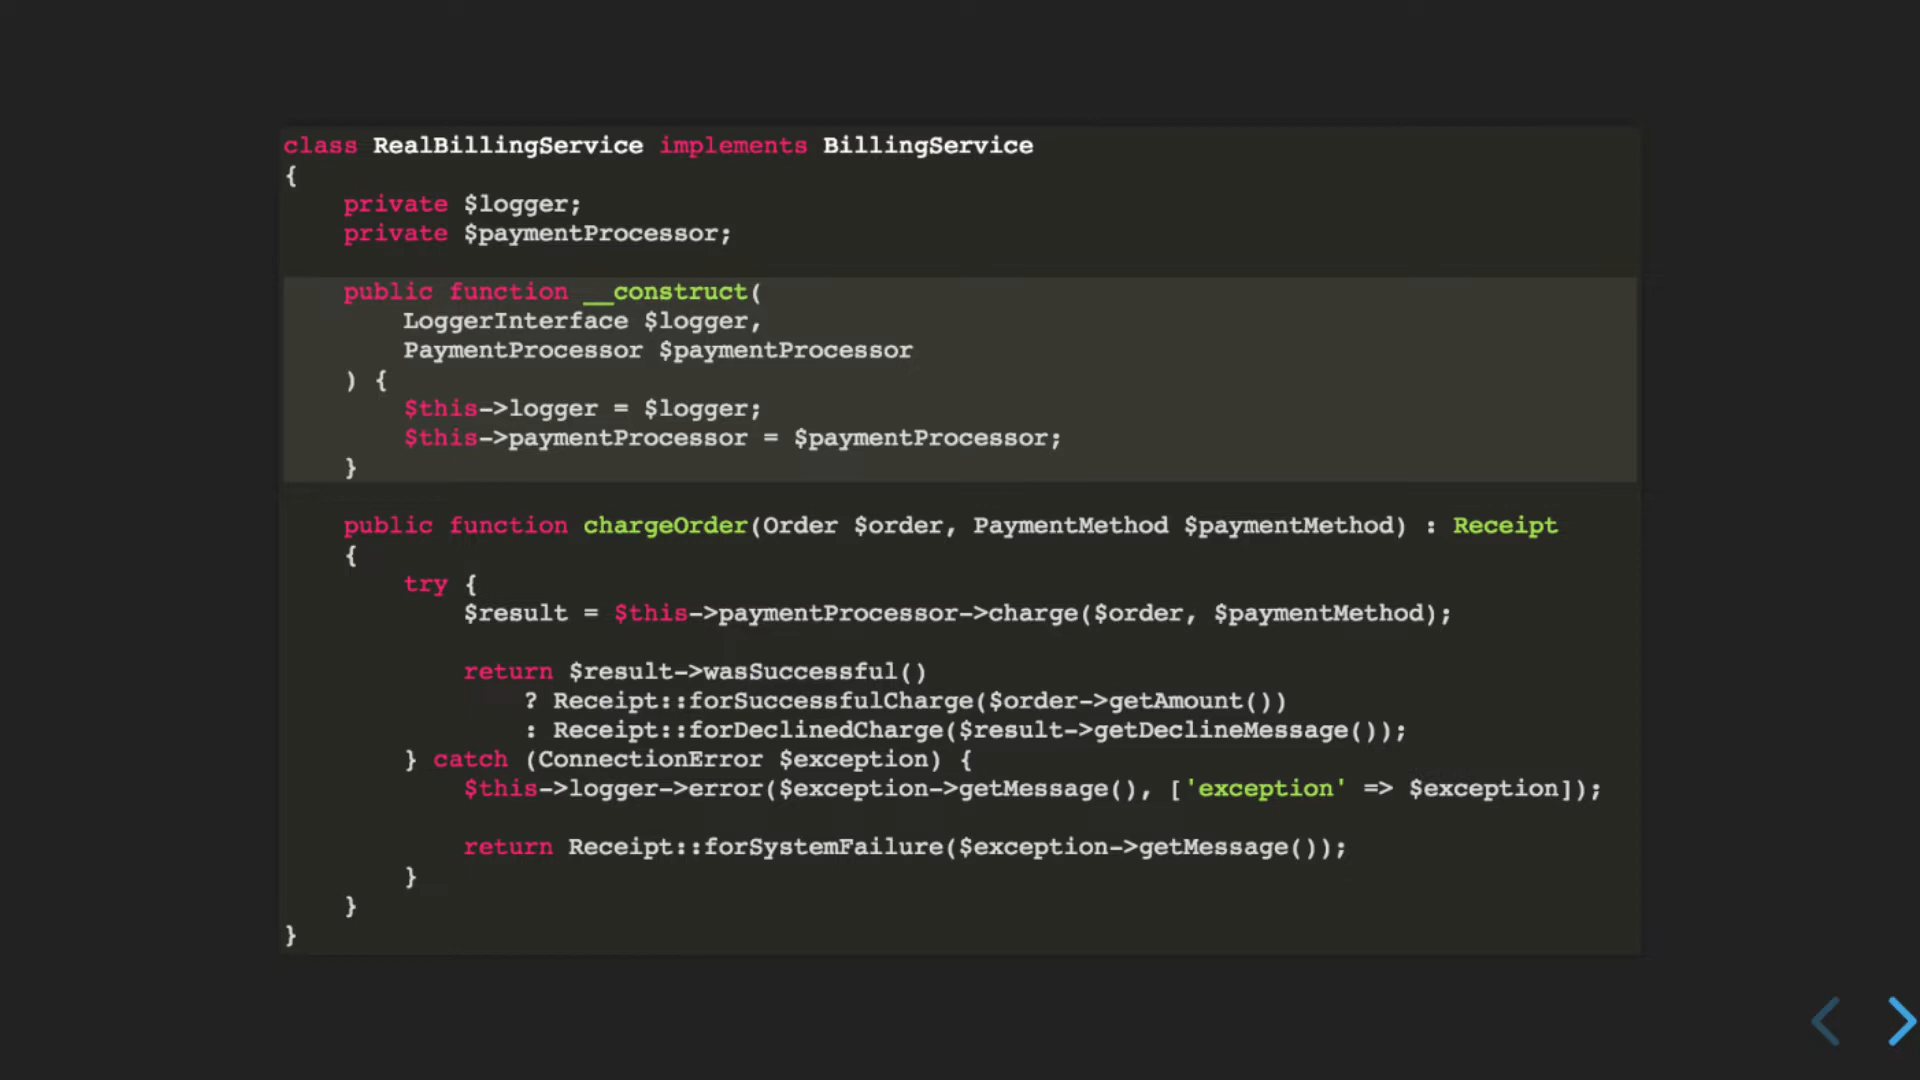 class RealBillingService implements BillingService
{
    private $logger;
    private $paymentProcessor;

    public function __construct(
        LoggerInterface $logger,
        PaymentProcessor $paymentProcessor
    ) {
        $this->logger = $logger;
        $this->paymentProcessor = $paymentProcessor;
    }

    public function chargeOrder(Order $order, PaymentMethod $paymentMethod) : Receipt
    {
        try {
            $result = $this->paymentProcessor->charge($order, $paymentMethod);

            return $result->wasSuccessful()
                ? Receipt::forSuccessfulCharge($order->getAmount())
                : Receipt::forDeclinedCharge($result->getDeclineMessage());
        } catch (ConnectionError $exception) {
            $this->logger->error($exception->getMessage(), ['exception' => $exception]);

            return Receipt::forSystemFailure($exception->getMessage());
        }
    }
}